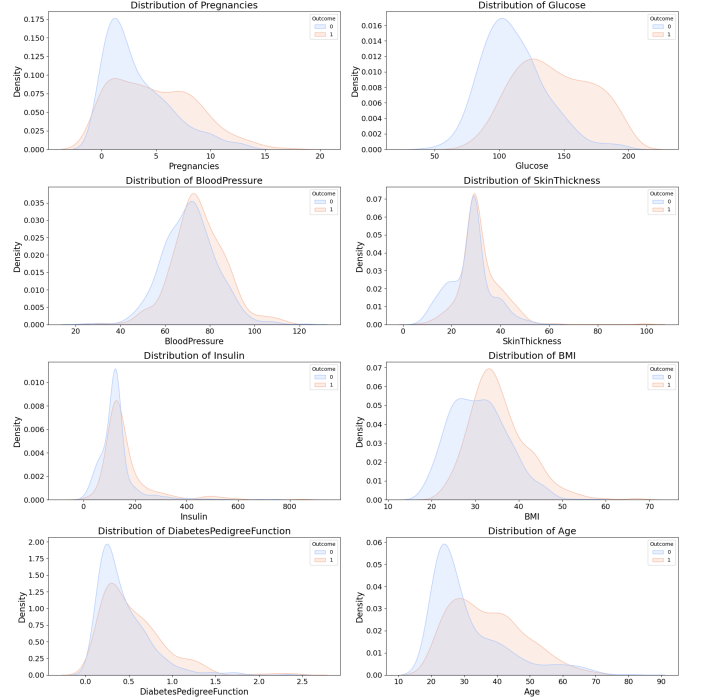 Distribution of Pregnancies
Density
0.175
0.150
0.125
0.100
0.075
0.050
0.025
0.000
0 5 10 15 20
Pregnancies
Outcome
0
1
Distribution of Glucose
Density
0.016
0.014
0.012
0.010
0.008
0.006
0.004
0.002
0.000
50 100 150 200
Glucose
Outcome
0
1
Distribution of BloodPressure
Density
0.035
0.030
0.025
0.020
0.015
0.010
0.005
0.000
20 40 60 80 100 120
BloodPressure
Outcome
0
1
Distribution of SkinThickness
Density
0.07
0.06
0.05
0.04
0.03
0.02
0.01
0.00
0 20 40 60 80 100
SkinThickness
Outcome
0
1
Distribution of Insulin
Density
0.010
0.008
0.006
0.004
0.002
0.000
0 200 400 600 800
Insulin
Outcome
0
1
Distribution of BMI
Density
0.07
0.06
0.05
0.04
0.03
0.02
0.01
0.00
10 20 30 40 50 60 70
BMI
Outcome
0
1
Distribution of DiabetesPedigreeFunction
Density
2.00
1.75
1.50
1.25
1.00
0.75
0.50
0.25
0.00
0.0 0.5 1.0 1.5 2.0 2.5
DiabetesPedigreeFunction
Outcome
0
1
Distribution of Age
Density
0.06
0.05
0.04
0.03
0.02
0.01
0.00
10 20 30 40 50 60 70 80 90
Age
Outcome
0
1